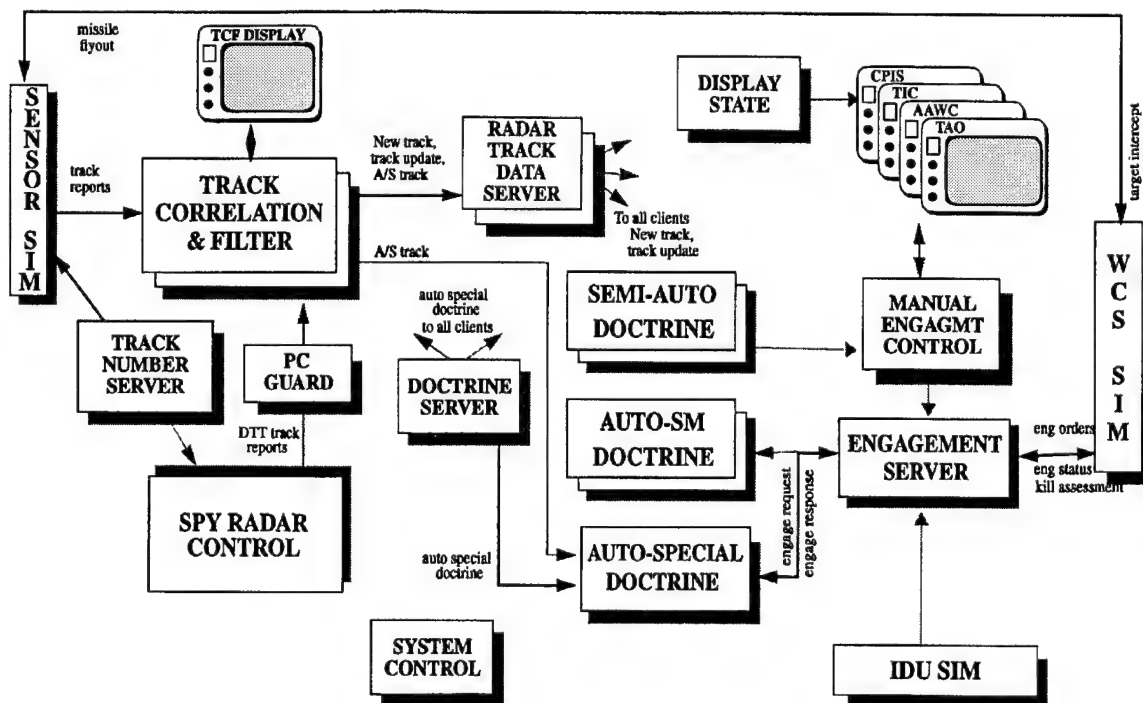 missile
flyout
TCF DISPLAY
SENSOR SIM
track
reports
TRACK
CORRELATION
& FILTER
New track,
track update,
A/S track
RADAR
TRACK
DATA
SERVER
To all clients
New track,
track update
DISPLAY
STATE
CPIS
TIC
AAWC
TAO
target intercept
WCS SIM
A/S track
TRACK
NUMBER
SERVER
PC
GUARD
DTT track
reports
SPY RADAR
CONTROL
auto special
doctrine
to all clients
DOCTRINE
SERVER
auto special
doctrine
SEMI-AUTO
DOCTRINE
MANUAL
ENGAGMT
CONTROL
AUTO-SM
DOCTRINE
engage request
engage response
ENGAGEMENT
SERVER
eng orders
eng status
kill assessment
AUTO-SPECIAL
DOCTRINE
SYSTEM
CONTROL
IDU SIM